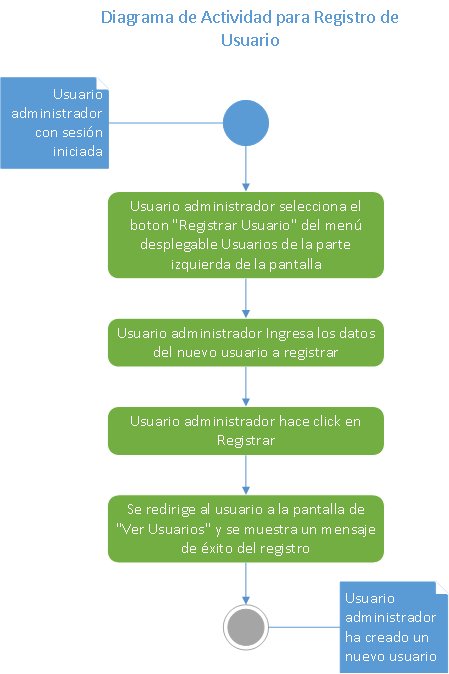 Diagrama de Actividad para Registro de
Usuario
Usuario
administrador
con sesión
iniciada
Usuario administrador selecciona el
boton "Registrar Usuario" del menú
desplegable Usuarios de la parte
izquierda de la pantalla
Usuario administrador Ingresa los datos
del nuevo usuario a registrar
Usuario administrador hace click en
Registrar
Se redirige al usuario a la pantalla de
"Ver Usuarios" y se muestra un mensaje
de éxito del registro
Usuario
administrador
ha creado un
nuevo usuario